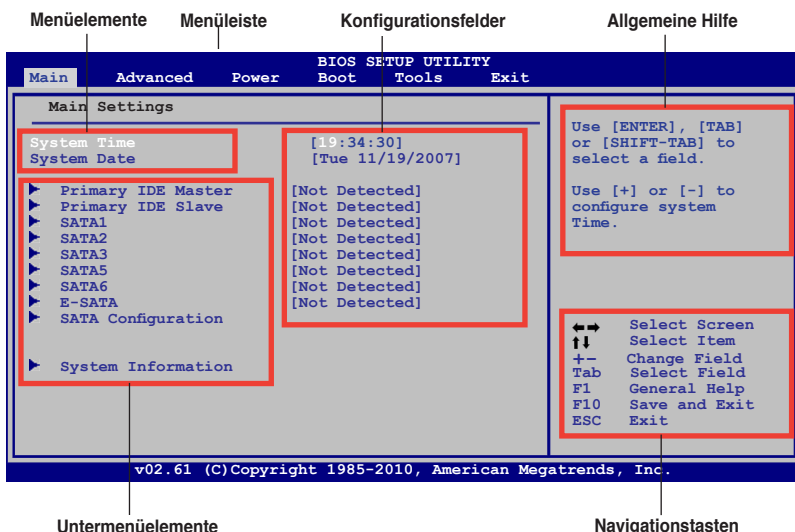 Menüelemente Menüleiste Konfigurationsfelder Allgemeine Hilfe
BIOS SETUP UTILITY
Main Advanced Power Boot Tools Exit
Main Settings
System Time [19:34:30]
System Date [Tue 11/19/2007]
Primary IDE Master [Not Detected]
Primary IDE Slave [Not Detected]
SATA1 [Not Detected]
SATA2 [Not Detected]
SATA3 [Not Detected]
SATA5 [Not Detected]
SATA6 [Not Detected]
E-SATA [Not Detected]
SATA Configuration
System Information
Use [ENTER], [TAB]
or [SHIFT-TAB] to
select a field.
Use [+] or [-] to
configure system
Time.
←→ Select Screen
↑↓ Select Item
+- Change Field
Tab Select Field
F1 General Help
F10 Save and Exit
ESC Exit
v02.61 (C)Copyright 1985-2010, American Megatrends, Inc.
Untermenüelemente Navigationstasten